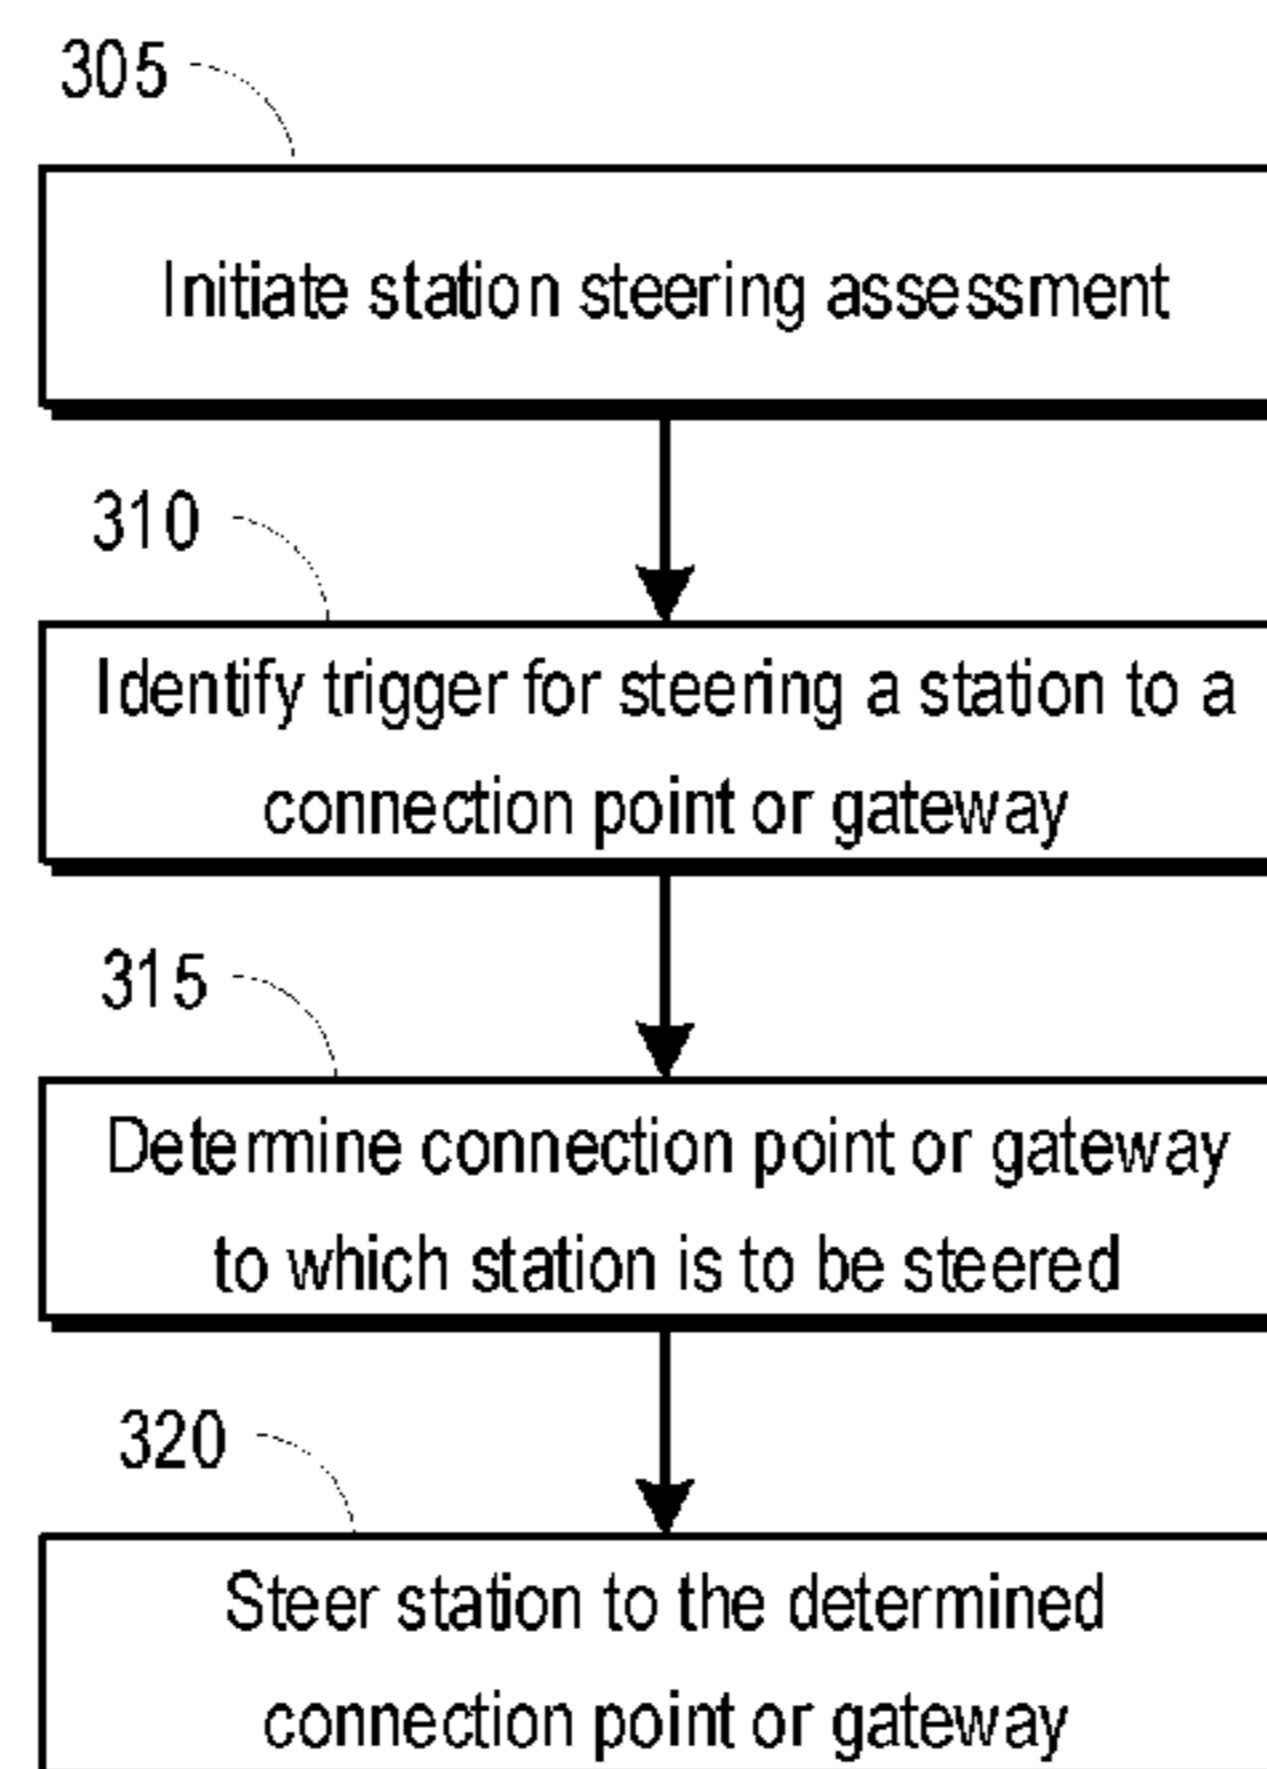 305
Initiate station steering assessment
310
Identify trigger for steering a station to a
connection point or gateway
315
Determine connection point or gateway
to which station is to be steered
320
Steer station to the determined
connection point or gateway